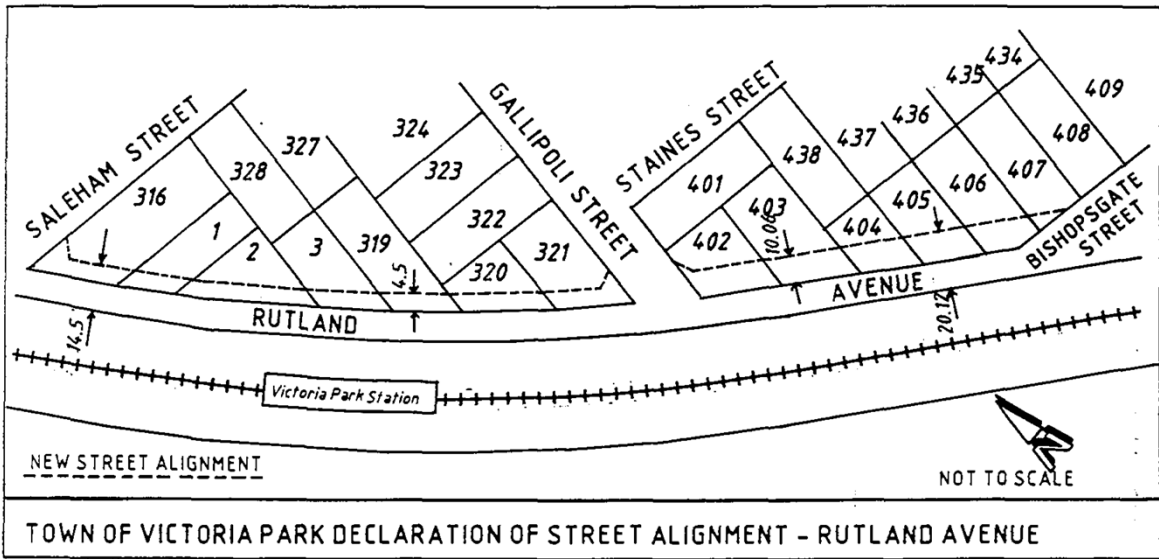 SALEHAM STREET
316
328
327
324
323
322
1
2
3
319
320
321
GALLIPOLI STREET
STAINES STREET
401
402
403
438
437
436
435
434
404
405
406
407
408
409
BISHOPSGATE STREET
4.5
10.06
RUTLAND
AVENUE
14.5
20.12
Victoria Park Station
NEW STREET ALIGNMENT
N
NOT TO SCALE
TOWN OF VICTORIA PARK DECLARATION OF STREET ALIGNMENT - RUTLAND AVENUE